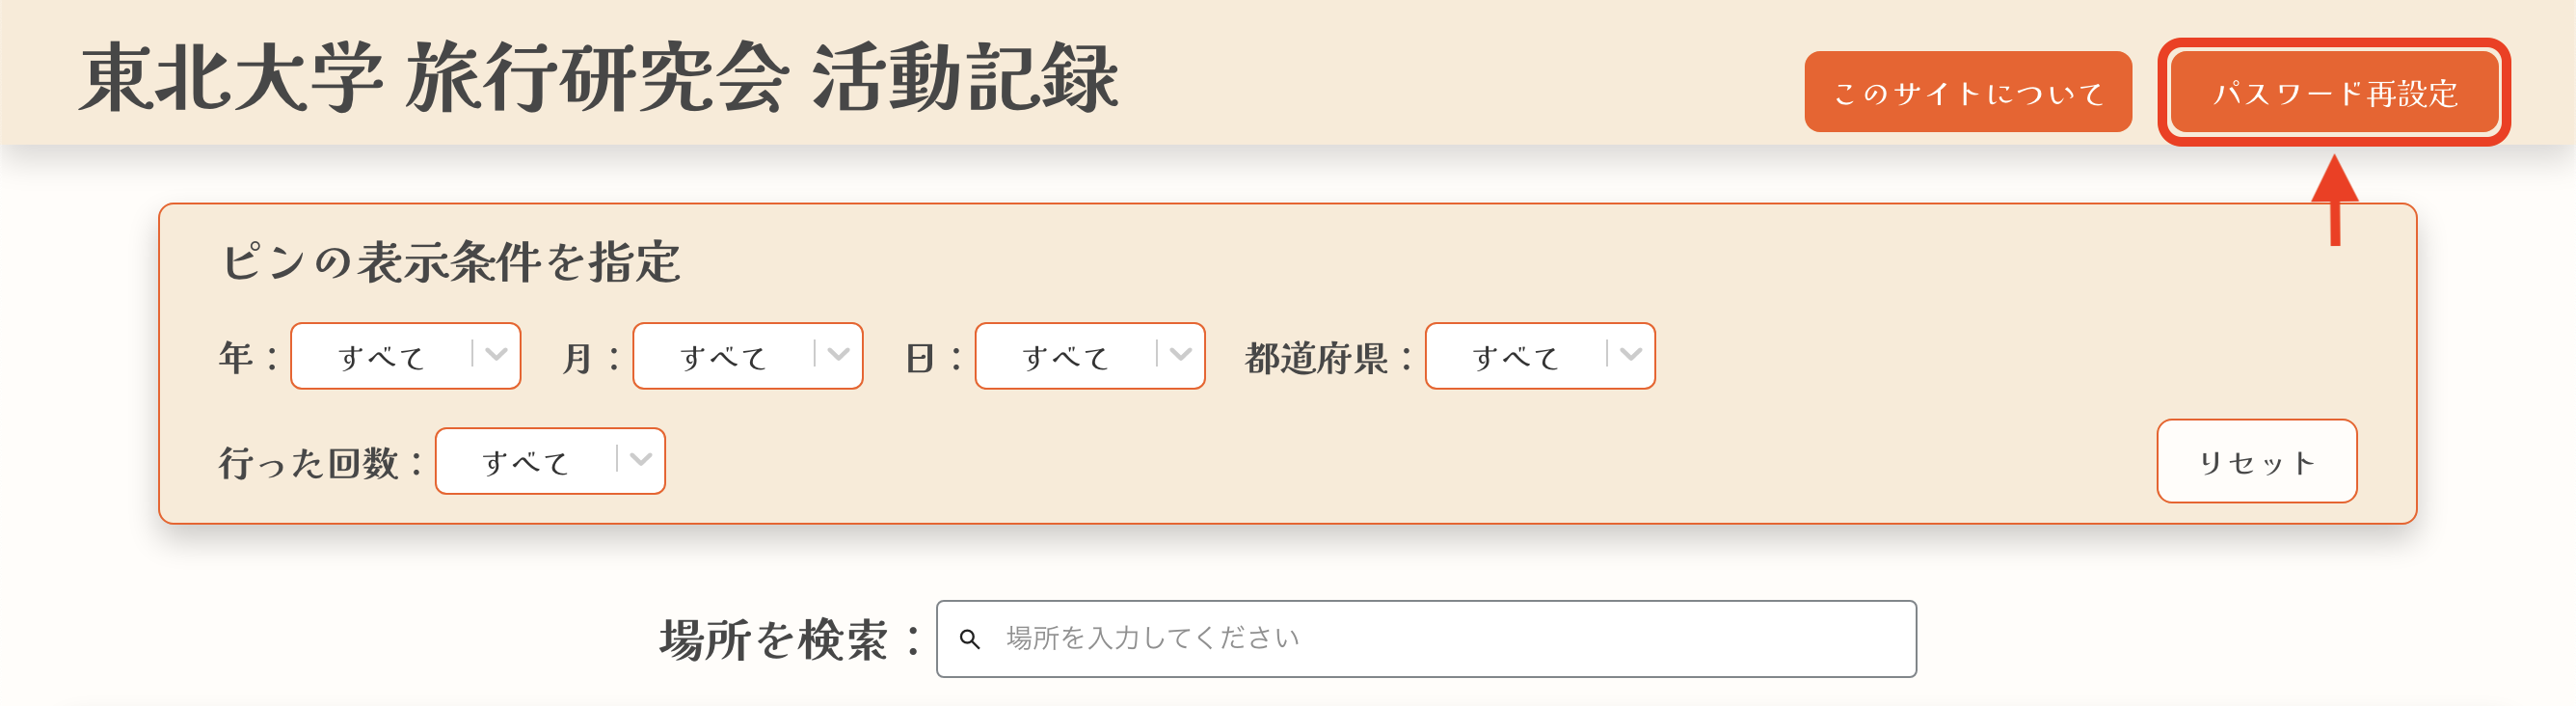 東北大学 旅行研究会 活動記録
このサイトについて
パスワード再設定
ピンの表示条件を指定
年： すべて 月： すべて 日： すべて 都道府県： すべて
行った回数： すべて
リセット
場所を検索： 場所を入力してください